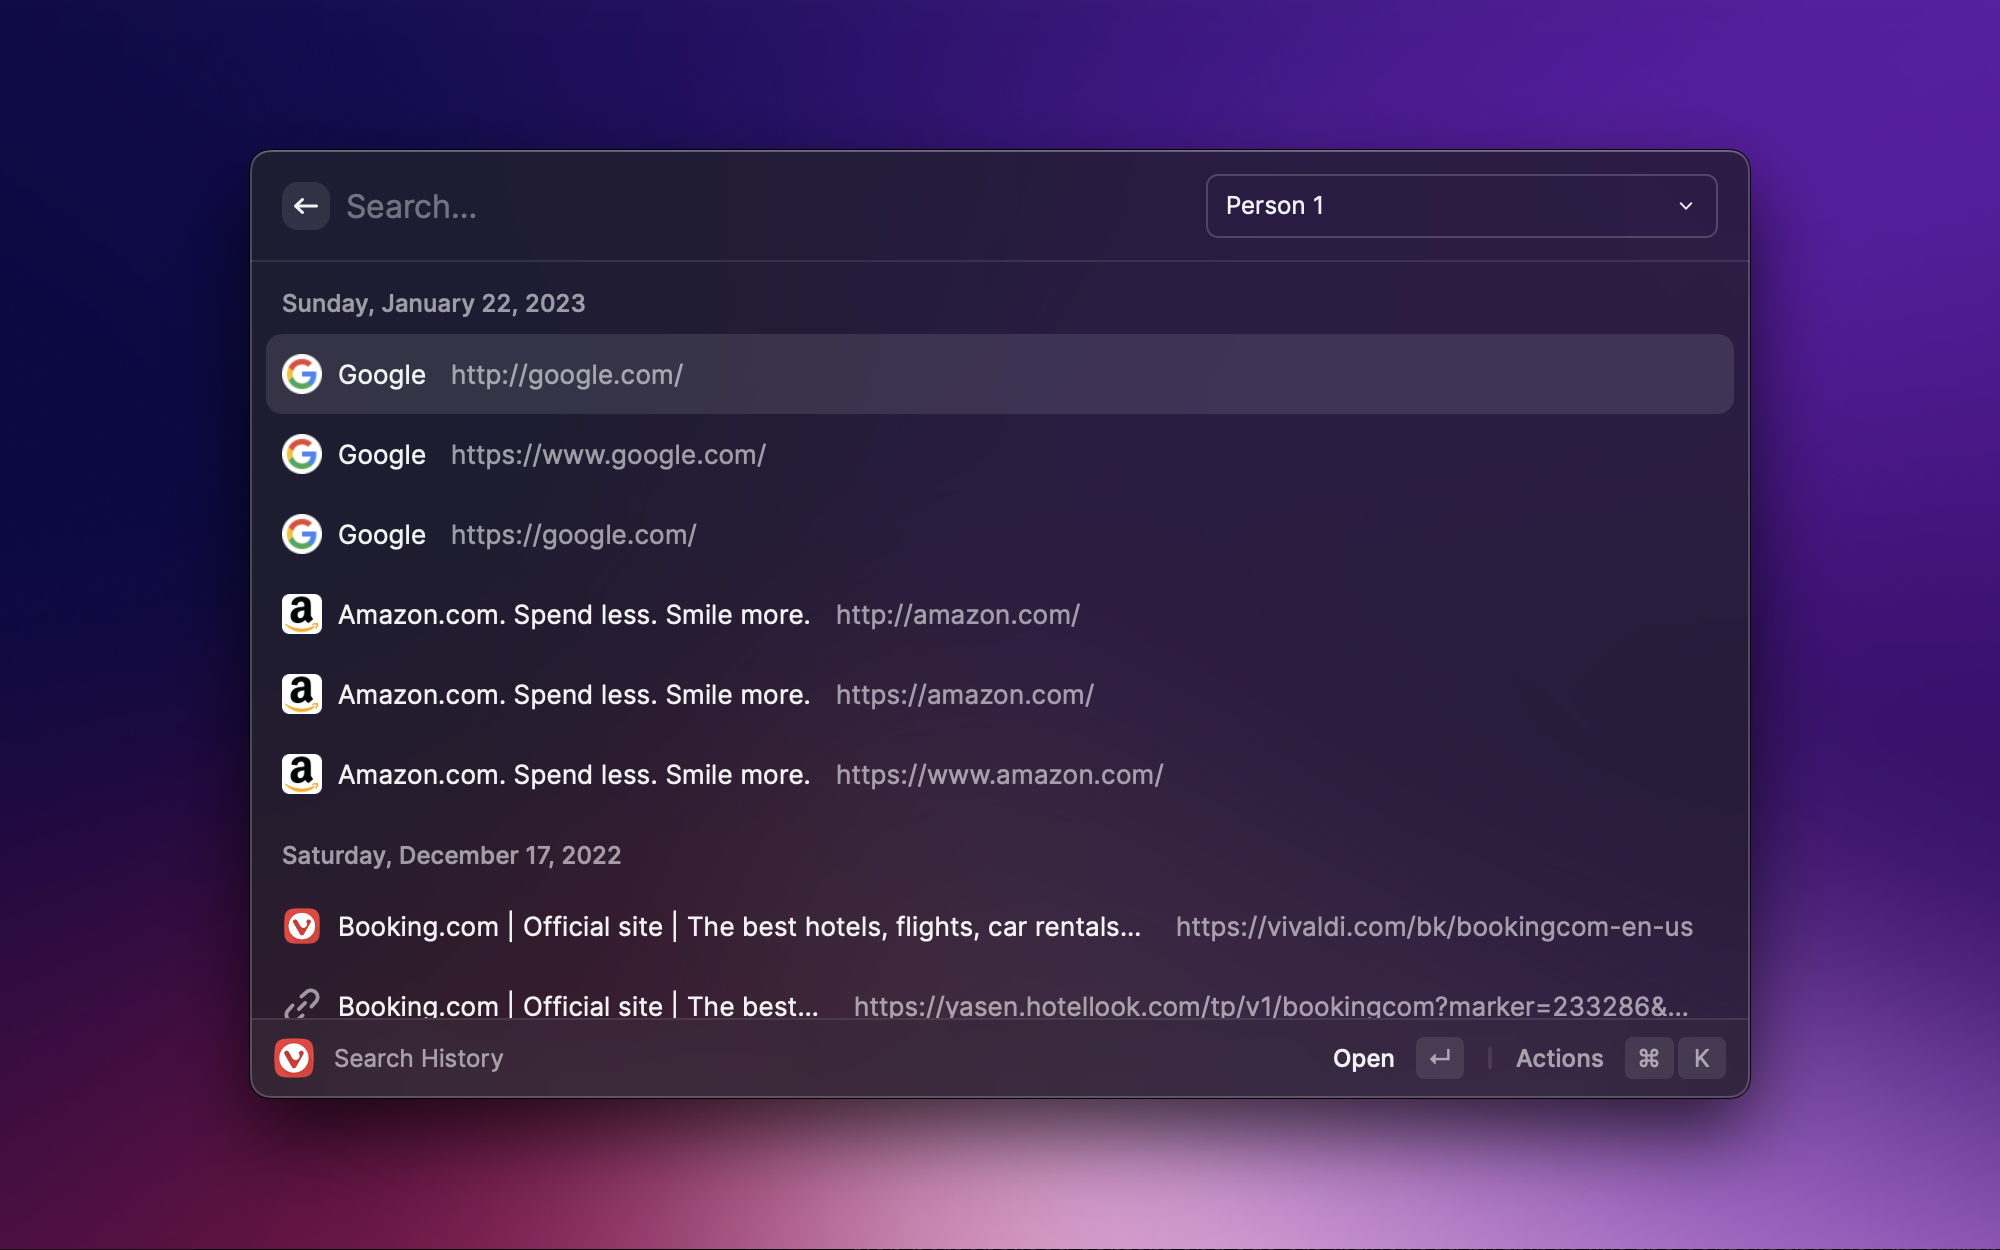 Search...
Person 1
Sunday, January 22, 2023
Google http://google.com/
Google https://www.google.com/
Google https://google.com/
Amazon.com. Spend less. Smile more. http://amazon.com/
Amazon.com. Spend less. Smile more. https://amazon.com/
Amazon.com. Spend less. Smile more. https://www.amazon.com/
Saturday, December 17, 2022
Booking.com | Official site | The best hotels, flights, car rentals... https://vivaldi.com/bk/bookingcom-en-us
Booking.com | Official site | The best... https://yasen.hotellook.com/tp/v1/bookingcom?marker=233286&...
Search History Open ↵ Actions ⌘ K